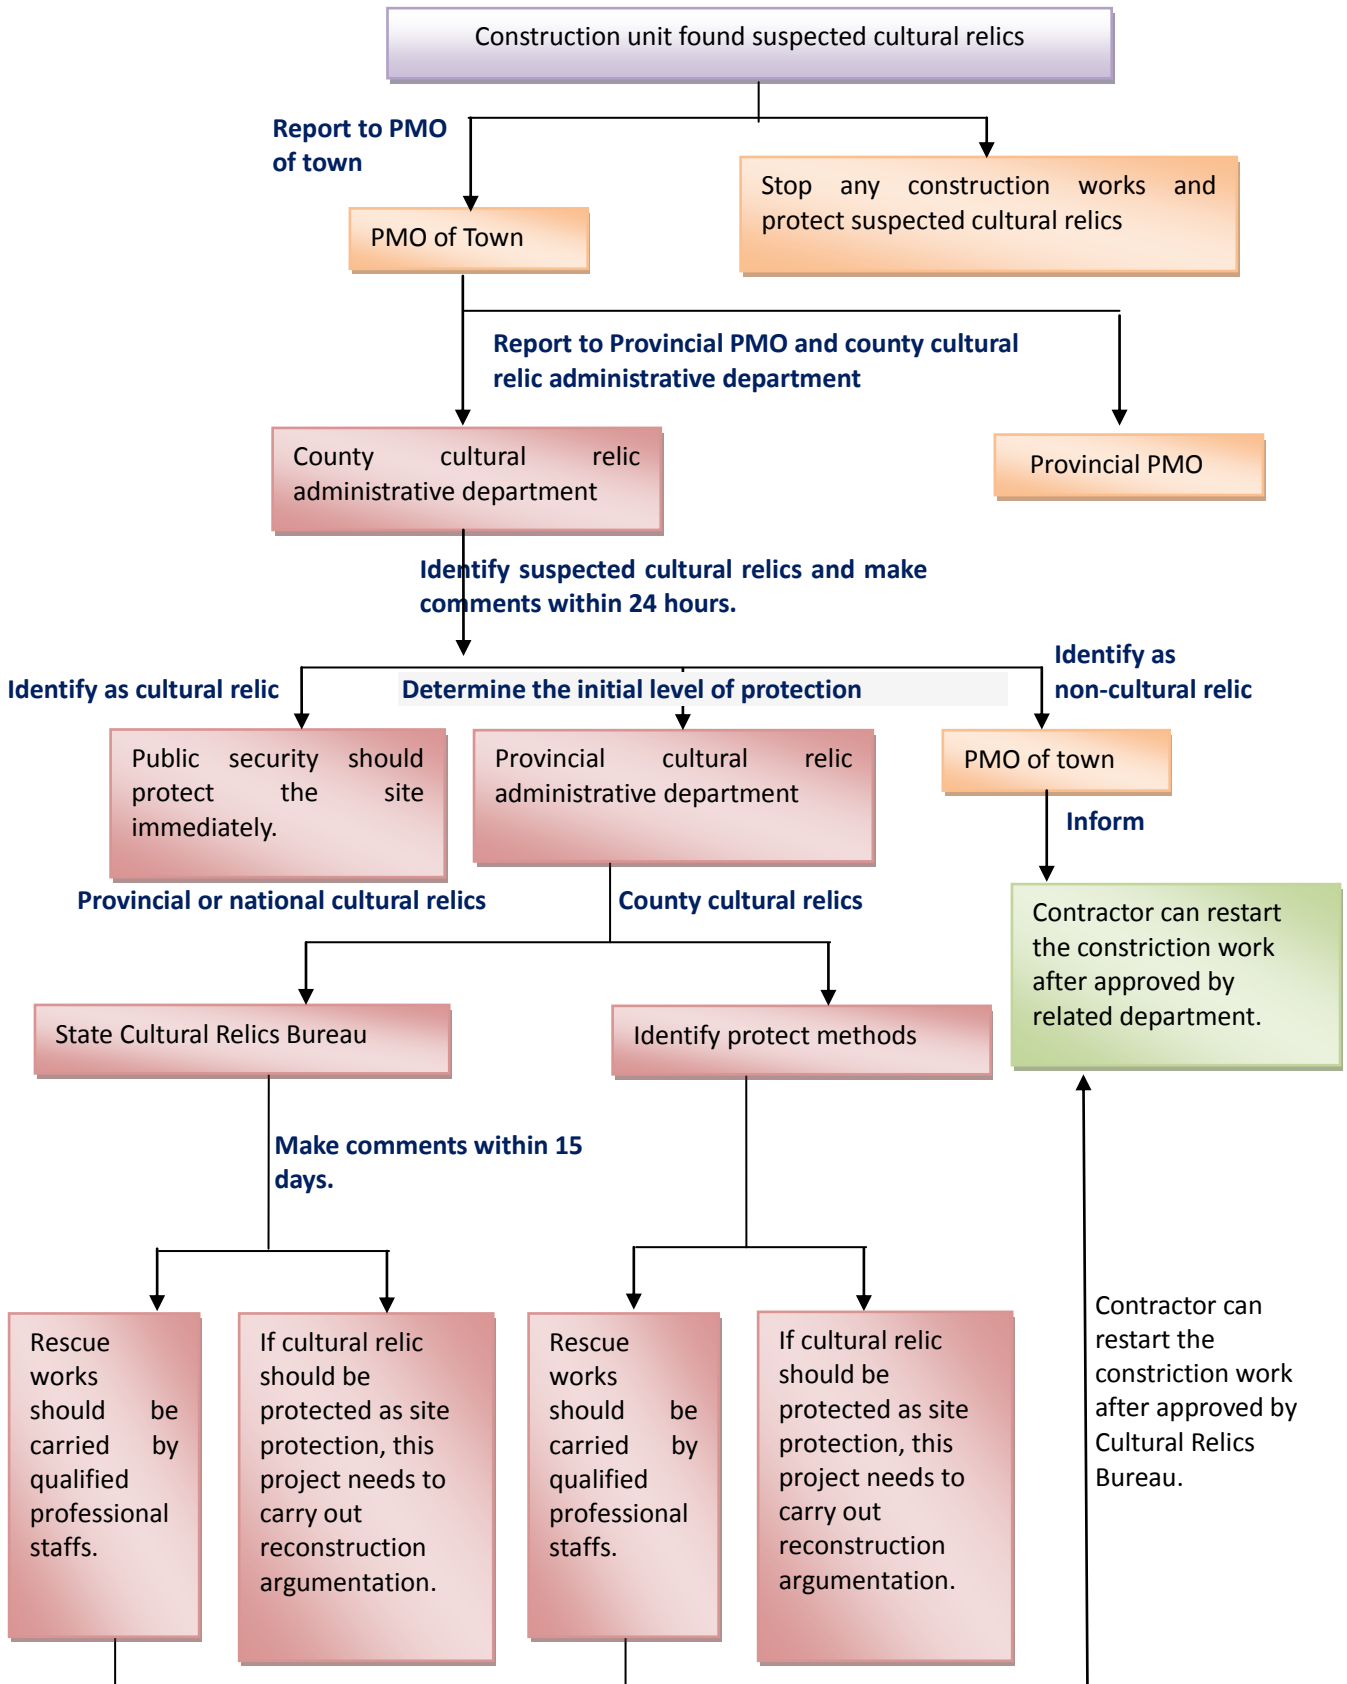 Construction unit found suspected cultural relics
Report to PMO
of town
Stop any construction works and
protect suspected cultural relics
PMO of Town
Report to Provincial PMO and county cultural
relic administrative department
County cultural relic
administrative department
Provincial PMO
Identify suspected cultural relics and make
comments within 24 hours.
Identify as cultural relic
Determine the initial level of protection
Identify as
non-cultural relic
Public security should
protect the site
immediately.
Provincial cultural relic
administrative department
PMO of town
Inform
Provincial or national cultural relics
County cultural relics
Contractor can restart
the constriction work
after approved by
related department.
State Cultural Relics Bureau
Identify protect methods
Make comments within 15
days.
Rescue
works
should be
carried by
qualified
professional
staffs.
If cultural relic
should be
protected as site
protection, this
project needs to
carry out
reconstruction
argumentation.
Rescue
works
should be
carried by
qualified
professional
staffs.
If cultural relic
should be
protected as site
protection, this
project needs to
carry out
reconstruction
argumentation.
Contractor can
restart the
constriction work
after approved by
Cultural Relics
Bureau.